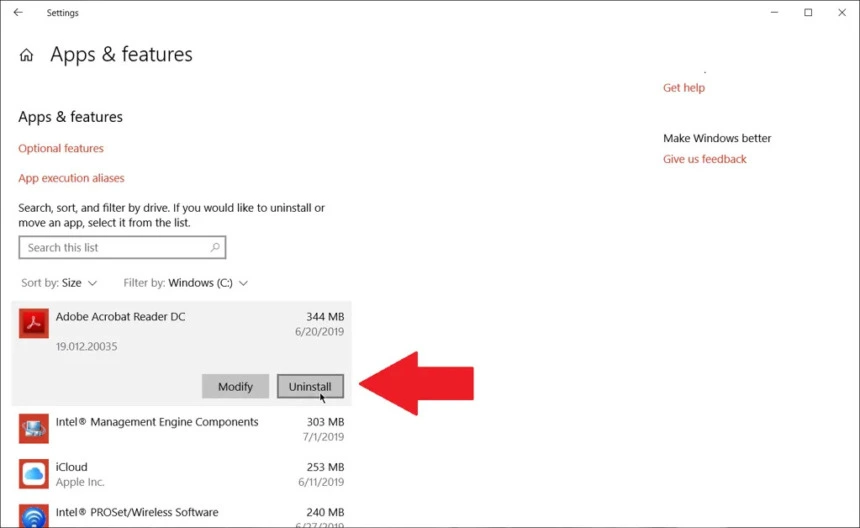 Settings
Apps & features
Get help
Make Windows better
Give us feedback
Apps & features
Optional features
App execution aliases
Search, sort, and filter by drive. If you would like to uninstall or
move an app, select it from the list.
Search this list
Sort by: Size Filter by: Windows (C:)
Adobe Acrobat Reader DC 344 MB
6/20/2019
19.012.20035
Modify Uninstall
Intel® Management Engine Components 303 MB
7/1/2019
iCloud 253 MB
Apple Inc. 6/11/2019
Intel® PROSet/Wireless Software 240 MB
6/27/2019